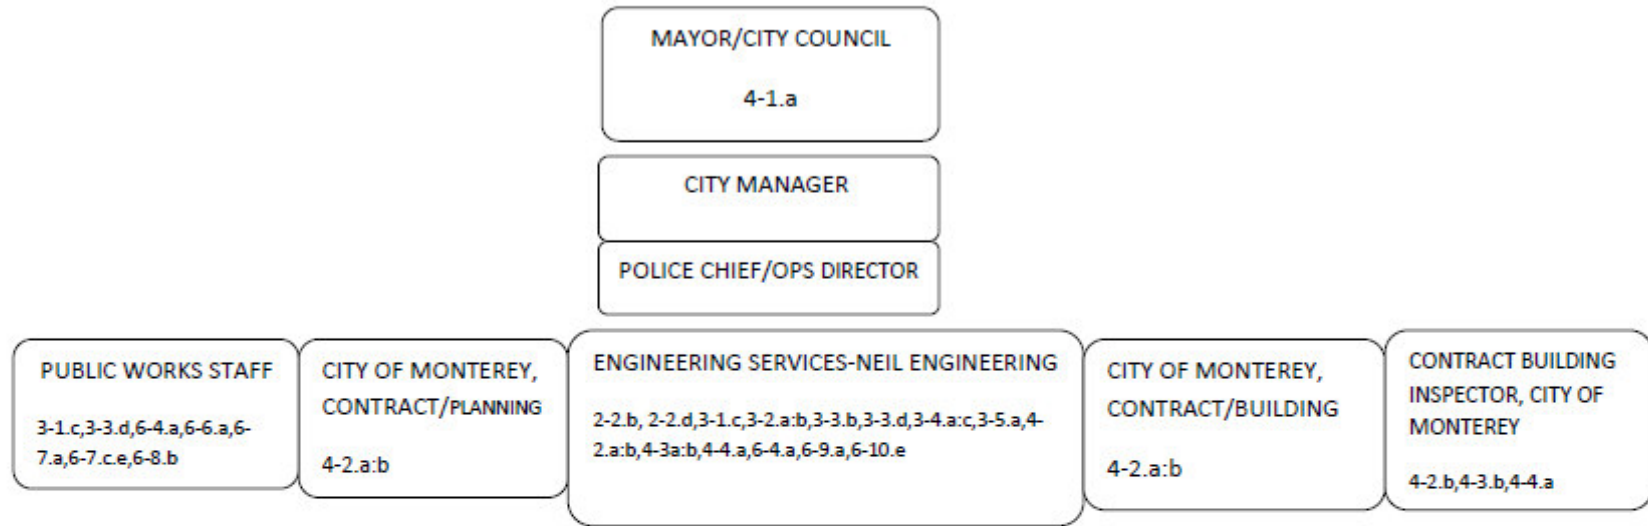 MAYOR/CITY COUNCIL
4-1.a
CITY MANAGER
POLICE CHIEF/OPS DIRECTOR
PUBLIC WORKS STAFF
3-1.c,3-3.d,6-4.a,6-6.a,6-
7.a,6-7.c.e,6-8.b
CITY OF MONTEREY,
CONTRACT/PLANNING
4-2.a:b
ENGINEERING SERVICES-NEIL ENGINEERING
2-2.b, 2-2.d,3-1.c,3-2.a:b,3-3.b,3-3.d,3-4.a:c,3-5.a,4-
2.a:b,4-3a:b,4-4.a,6-4.a,6-9.a,6-10.e
CITY OF MONTEREY,
CONTRACT/BUILDING
4-2.a:b
CONTRACT BUILDING
INSPECTOR, CITY OF
MONTEREY
4-2.b,4-3.b,4-4.a